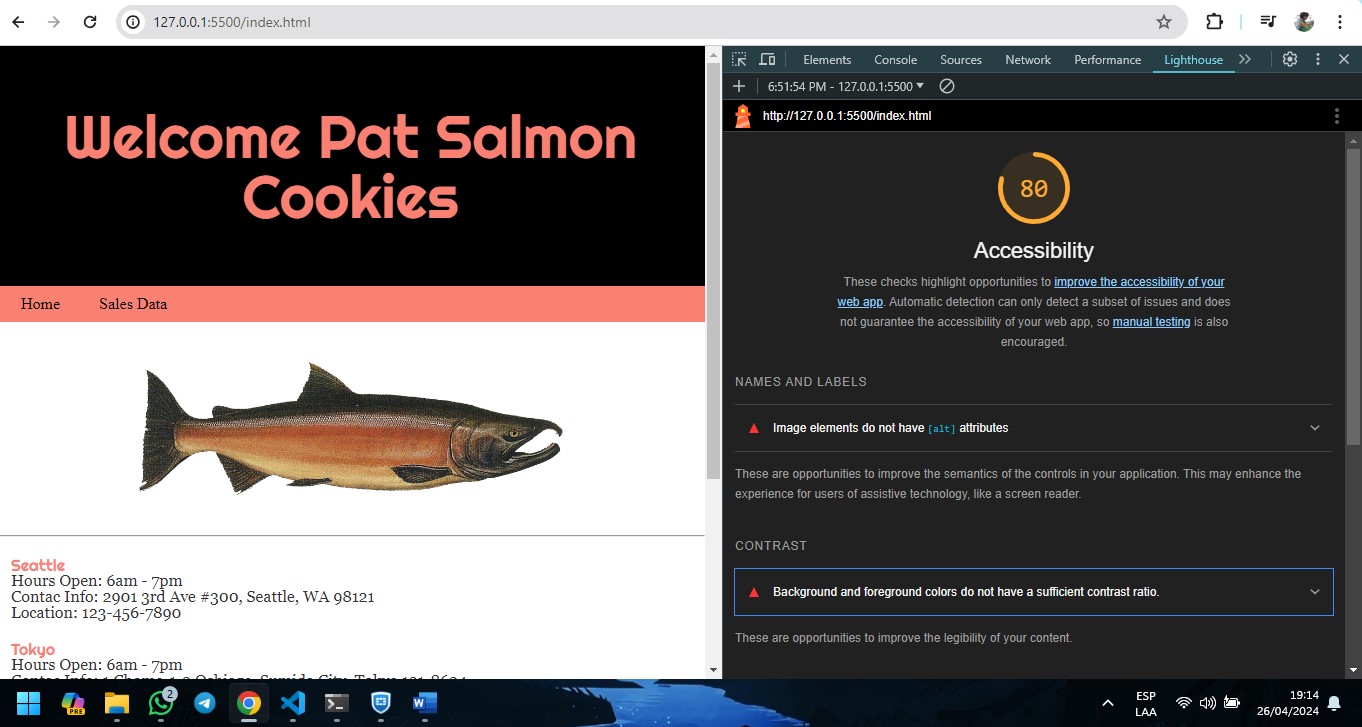 127.0.0.1:5500/index.html
Welcome Pat Salmon
Cookies
Home Sales Data
Seattle
Hours Open: 6am - 7pm
Contac Info: 2901 3rd Ave #300, Seattle, WA 98121
Location: 123-456-7890
Tokyo
Hours Open: 6am - 7pm
Elements Console Sources Network Performance Lighthouse
6:51:54 PM - 127.0.0.1:5500
http://127.0.0.1:5500/index.html
80
Accessibility
These checks highlight opportunities to improve the accessibility of your
web app. Automatic detection can only detect a subset of issues and does
not guarantee the accessibility of your web app, so manual testing is also
encouraged.
NAMES AND LABELS
Image elements do not have [alt] attributes
These are opportunities to improve the semantics of the controls in your application. This may enhance the
experience for users of assistive technology, like a screen reader.
CONTRAST
Background and foreground colors do not have a sufficient contrast ratio.
These are opportunities to improve the legibility of your content.
PRE
2
ESP
LAA
19:14
26/04/2024